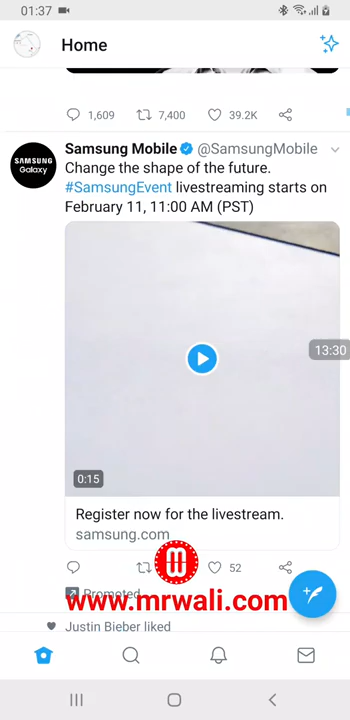 01:37
Home
1,609 7,400 39.2K
Samsung Mobile @SamsungMobile
SAMSUNG
Galaxy
Change the shape of the future.
#SamsungEvent livestreaming starts on
February 11, 11:00 AM (PST)
13:30
0:15
Register now for the livestream.
samsung.com
52
Promoted
www.mrwali.com
Justin Bieber liked